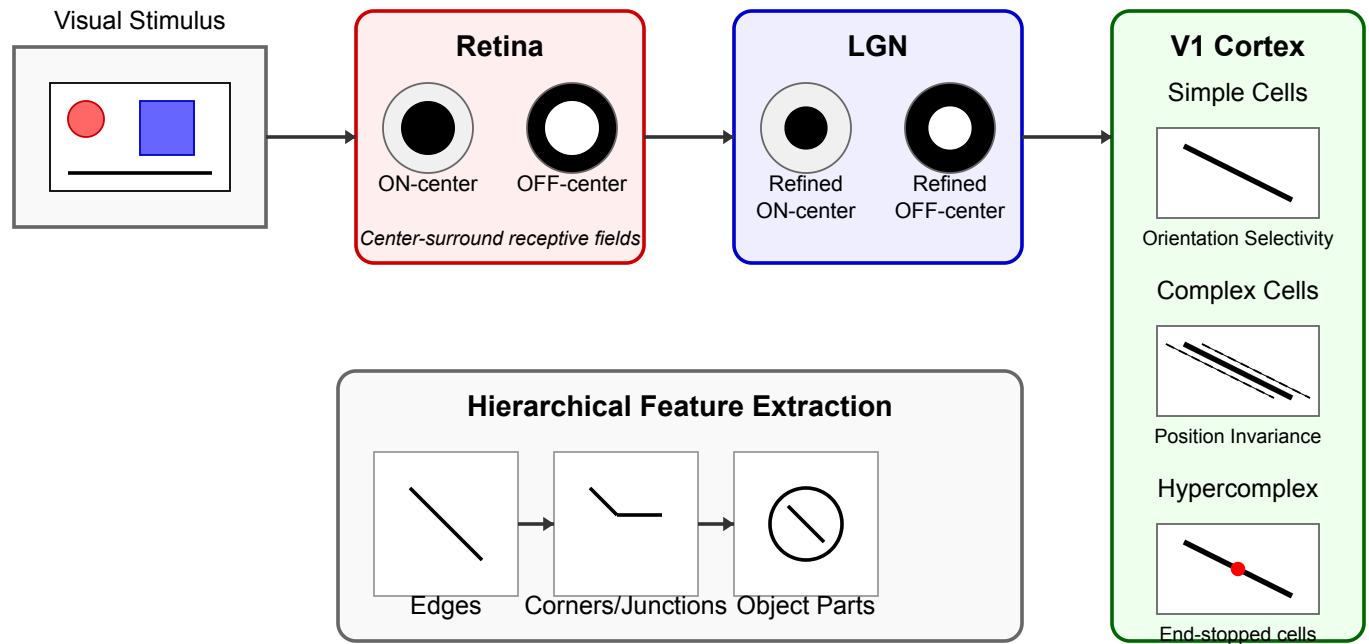 Visual Stimulus
Retina
ON-center
OFF-center
Center-surround receptive fields
LGN
Refined
ON-center
Refined
OFF-center
V1 Cortex
Simple Cells
Orientation Selectivity
Complex Cells
Position Invariance
Hypercomplex
End-stopped cells
Hierarchical Feature Extraction
Edges
Corners/Junctions
Object Parts